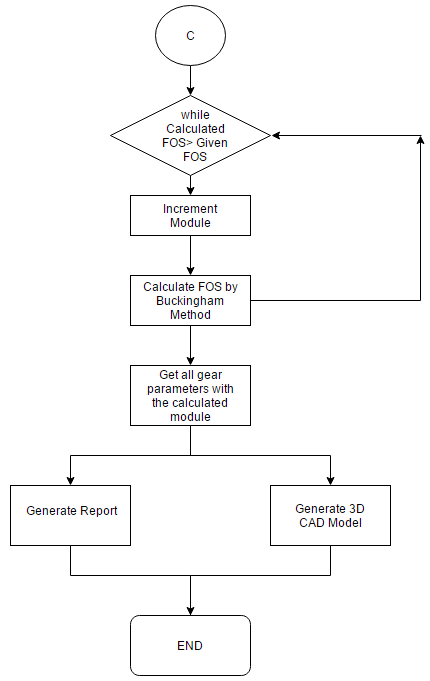 C
while
Calculated
FOS> Given
FOS
Increment
Module
Calculate FOS by
Buckingham
Method
Get all gear
parameters with
the calculated
module
Generate Report
Generate 3D
CAD Model
END